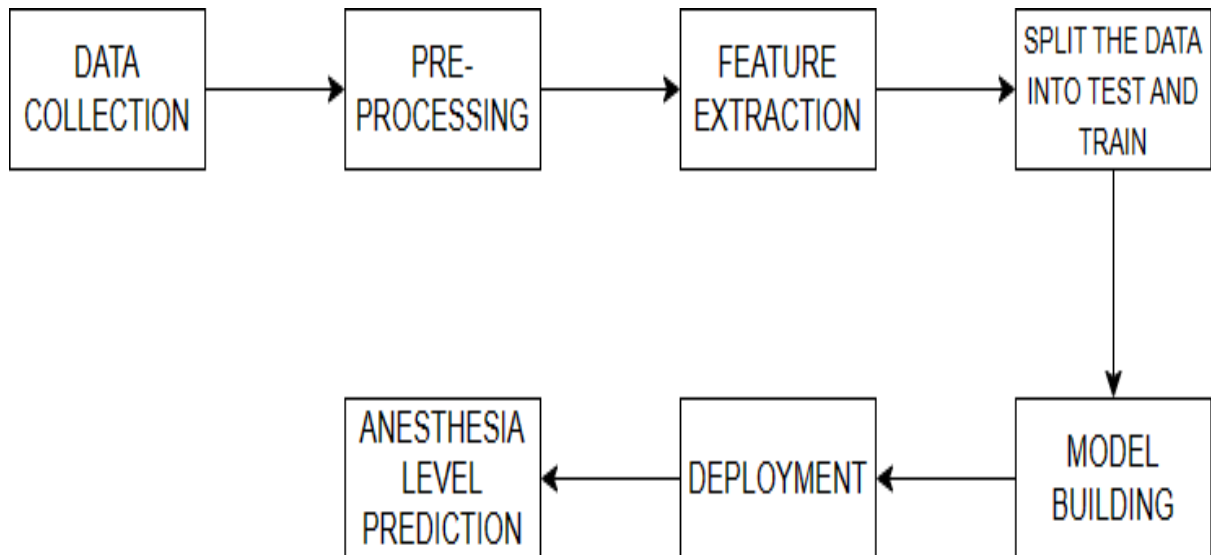 DATA
COLLECTION
PRE-
PROCESSING
FEATURE
EXTRACTION
SPLIT THE DATA
INTO TEST AND
TRAIN
MODEL
BUILDING
DEPLOYMENT
ANESTHESIA
LEVEL
PREDICTION